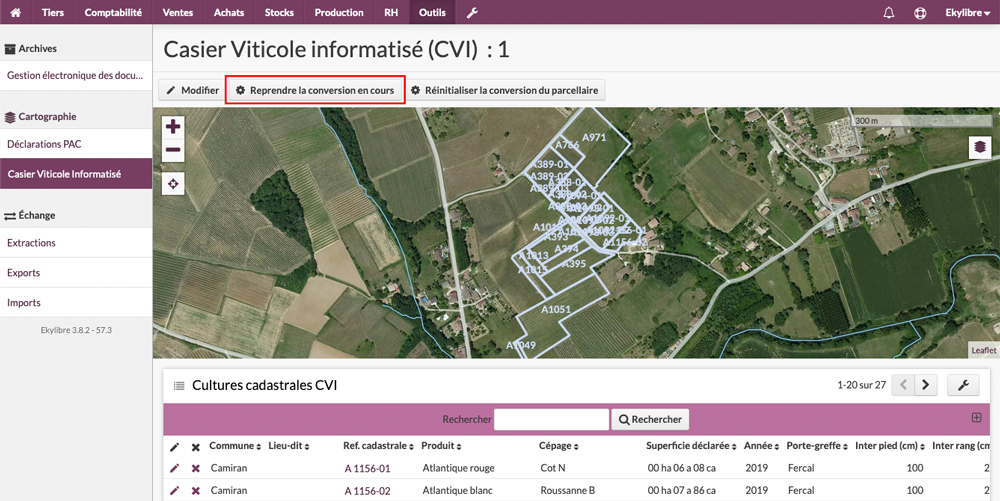 Tiers Comptabilité Ventes Achats Stocks Production RH Outils Ekylibre
Archives
Gestion électronique des docu...
Cartographie
Déclarations PAC
Casier Viticole Informatisé
Échange
Extractions
Exports
Imports
Ekylibre 3.8.2 - 57.3
Casier Viticole informatisé (CVI) : 1
Modifier Reprendre la conversion en cours Réinitialiser la conversion du parcellaire
300 m
A971
A766
A389-01
A393
A394
A395
A1013
A1015
A1051
A1049
Leaflet
Cultures cadastrales CVI 1-20 sur 27
Rechercher Rechercher
Commune Lieu-dit Ref. cadastrale Produit Cépage Superficie déclarée Année Porte-greffe Inter pied (cm) Inter rang (cm
Camiran A 1156-01 Atlantique rouge Cot N 00 ha 06 a 08 ca 2019 Fercal 100 2
Camiran A 1156-02 Atlantique blanc Roussanne B 00 ha 07 a 86 ca 2019 Fercal 100 2